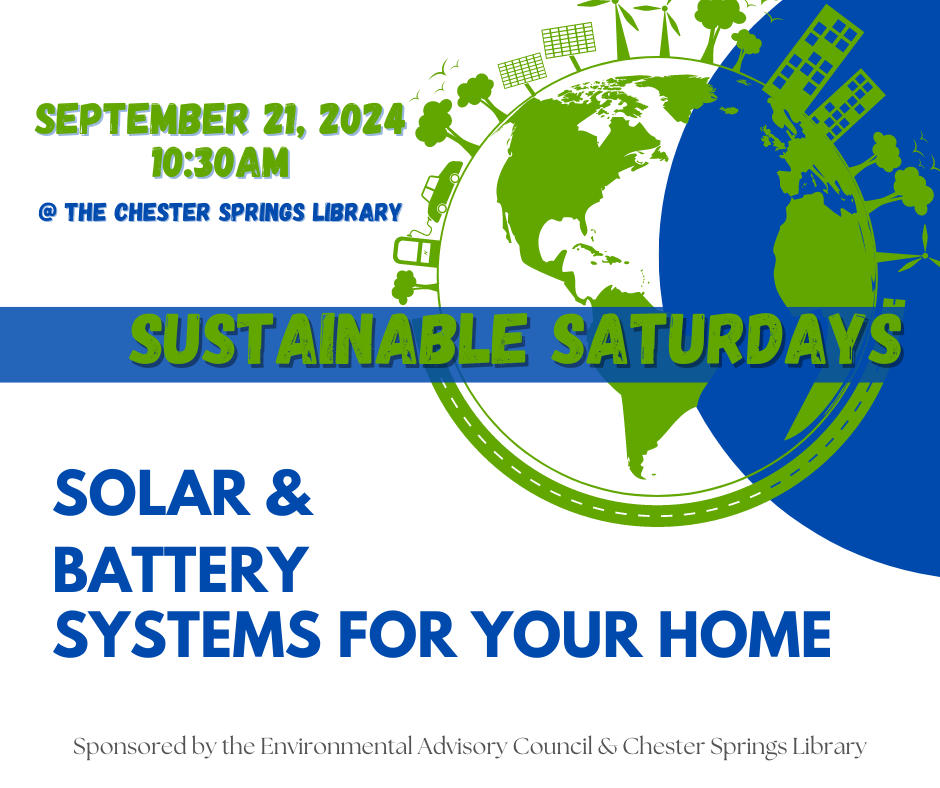 SEPTEMBER 21, 2024
10:30AM
@ THE CHESTER SPRINGS LIBRARY
SUSTAINABLE SATURDAYS
SOLAR &
BATTERY
SYSTEMS FOR YOUR HOME
Sponsored by the Environmental Advisory Council & Chester Springs Library